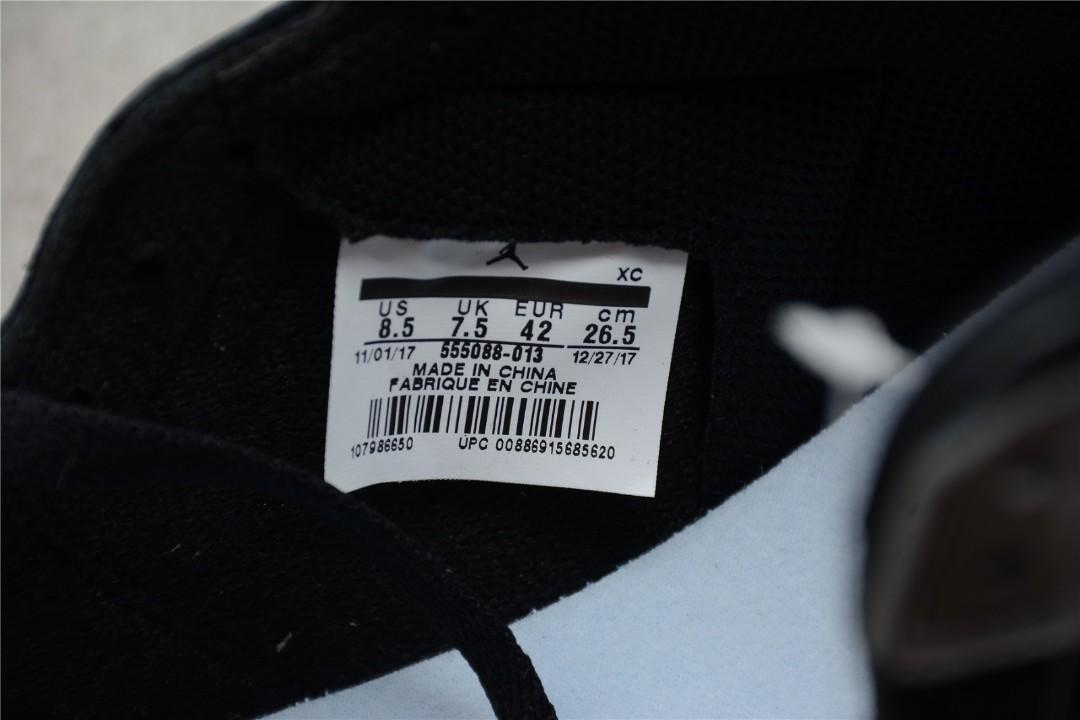 XC
US UK EUR cm
8.5 7.5 42 26.5
11/01/17 555088-013 12/27/17
MADE IN CHINA
FABRIQUE EN CHINE
107986650 UPC 00886915685620